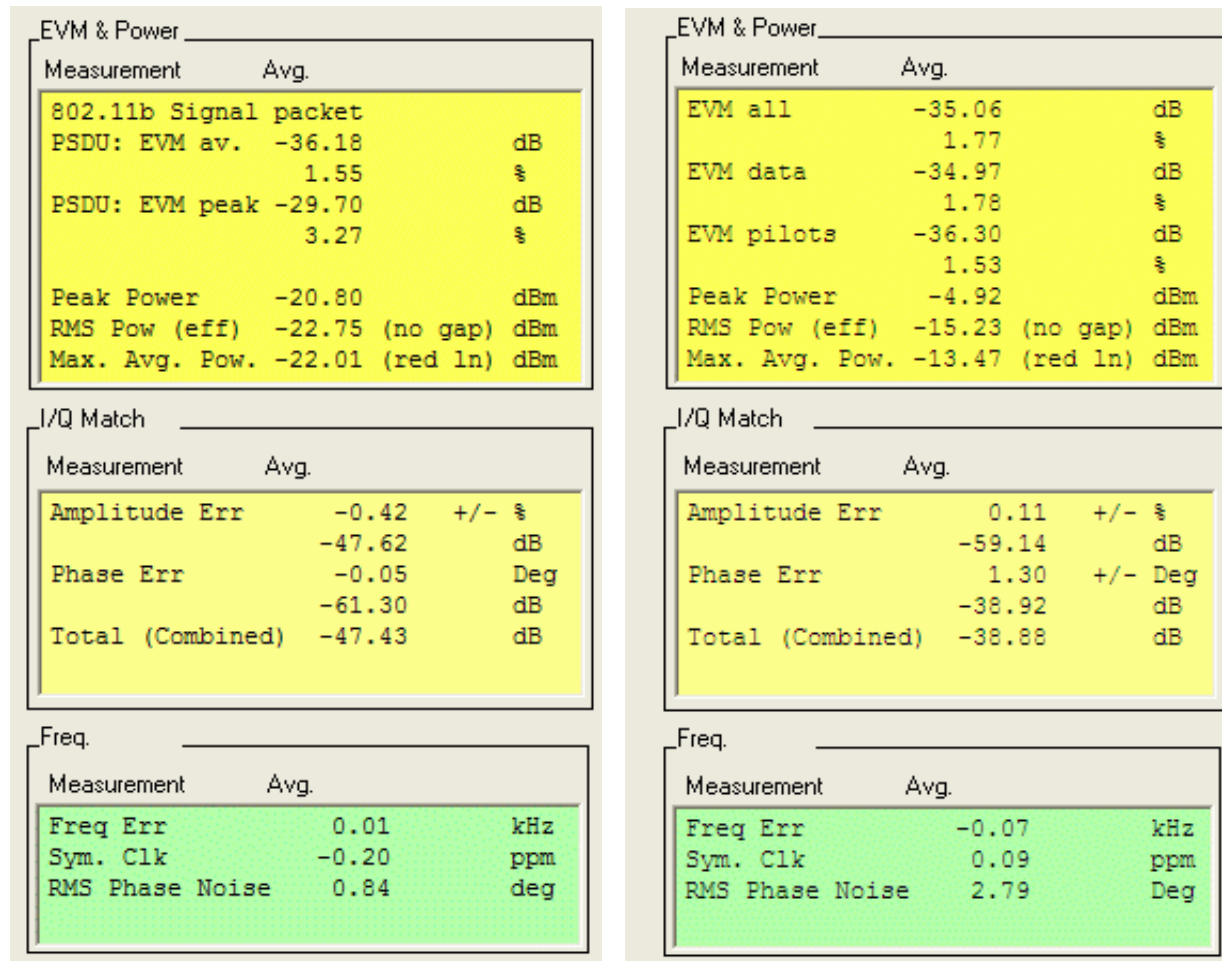 EVM & Power
Measurement Avg.
802.11b Signal packet
PSDU: EVM av. -36.18 dB
1.55 %
PSDU: EVM peak -29.70 dB
3.27 %
Peak Power -20.80 dBm
RMS Pow (eff) -22.75 (no gap) dBm
Max. Avg. Pow. -22.01 (red ln) dBm
I/Q Match
Measurement Avg.
Amplitude Err -0.42 +/- %
-47.62 dB
Phase Err -0.05 Deg
-61.30 dB
Total (Combined) -47.43 dB
Freq.
Measurement Avg.
Freq Err 0.01 kHz
Sym. Clk -0.20 ppm
RMS Phase Noise 0.84 deg
EVM & Power
Measurement Avg.
EVM all -35.06 dB
1.77 %
EVM data -34.97 dB
1.78 %
EVM pilots -36.30 dB
1.53 %
Peak Power -4.92 dBm
RMS Pow (eff) -15.23 (no gap) dBm
Max. Avg. Pow. -13.47 (red ln) dBm
I/Q Match
Measurement Avg.
Amplitude Err 0.11 +/- %
-59.14 dB
Phase Err 1.30 +/- Deg
-38.92 dB
Total (Combined) -38.88 dB
Freq.
Measurement Avg.
Freq Err -0.07 kHz
Sym. Clk 0.09 ppm
RMS Phase Noise 2.79 Deg